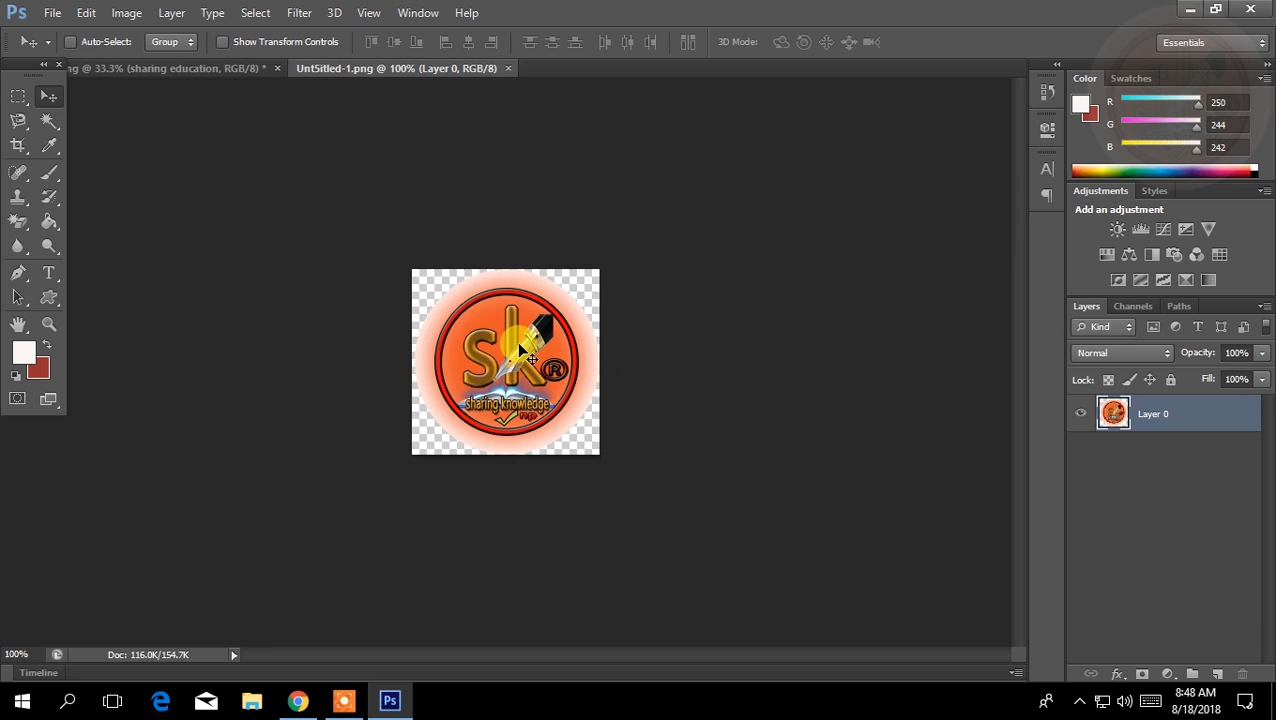 Ps File Edit Image Layer Type Select Filter 3D View Window Help
Auto-Select: Group Show Transform Controls 3D Mode: Essentials
ng @ 33.3% (sharing education, RGB/8) * × Unt5itled-1.png @ 100% (Layer 0, RGB/8) ×
Color Swatches
R 250
G 244
B 242
Adjustments Styles
Add an adjustment
Layers Channels Paths
Kind
Normal Opacity: 100%
Lock: Fill: 100%
Layer 0
sk ®
sharing knowledge
100% Doc: 116.0K/154.7K
Timeline
Ps
8:48 AM
8/18/2018